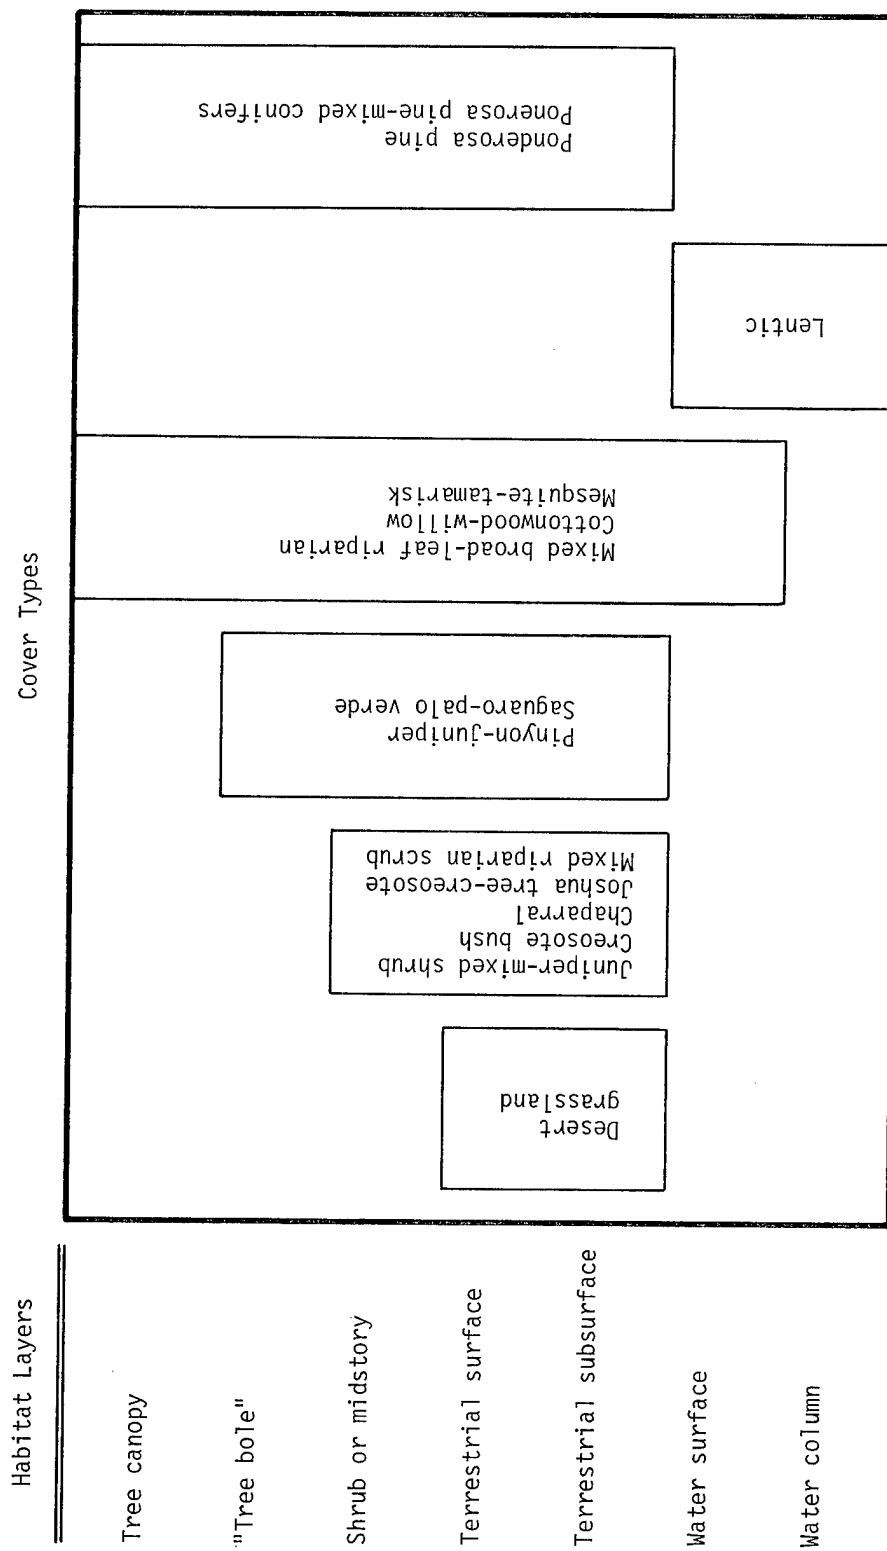 Habitat Layers
Cover Types
Tree canopy
"Tree bole"
Shrub or midstory
Terrestrial surface
Terrestrial subsurface
Water surface
Water column
Desert
grassland
Juniper-mixed shrub
Creosote bush
Chaparral
Joshua tree-creosote
Mixed riparian scrub
Pinyon-juniper
Saguaro-palo verde
Mixed broad-leaf riparian
Cottonwood-willow
Mesquite-tamarisk
Lentic
Ponderosa pine
Ponerosa pine-mixed conifers